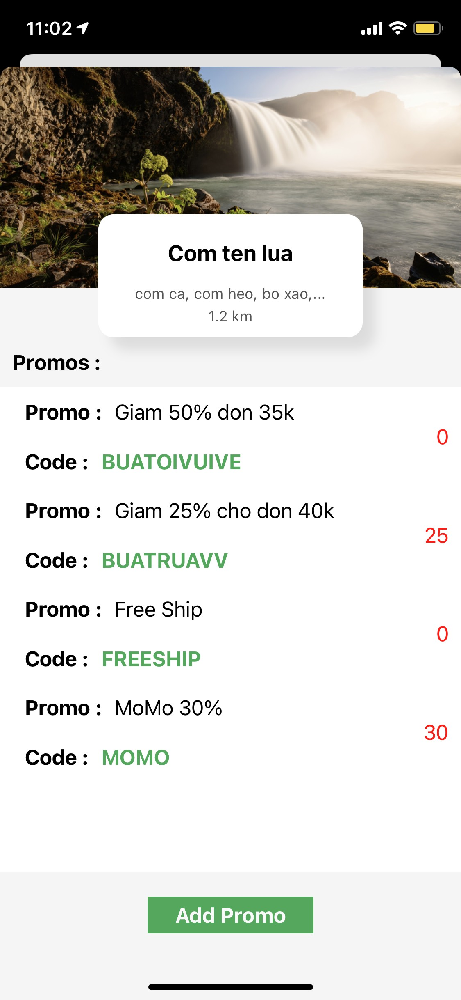 11:02
Com ten lua
com ca, com heo, bo xao,...
1.2 km
Promos :
Promo : Giam 50% don 35k
0
Code : BUATOIVUIVE
Promo : Giam 25% cho don 40k
25
Code : BUATRUAVV
Promo : Free Ship
0
Code : FREESHIP
Promo : MoMo 30%
30
Code : MOMO
Add Promo